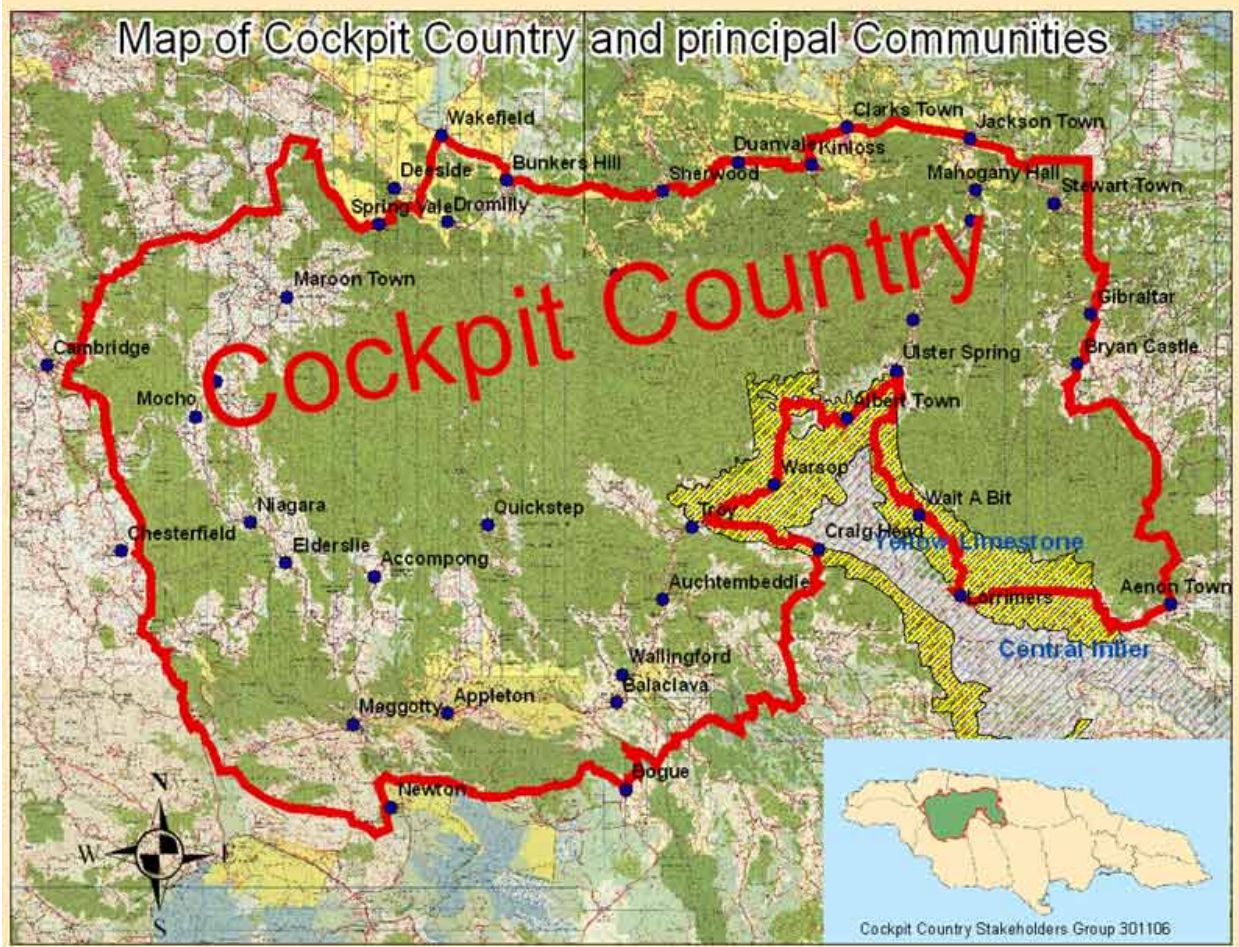 Map of Cockpit Country and principal Communities
Wakefield
Clarks Town
Jackson Town
Duanvale
Kinloss
Bunkers Hill
Sherwood
Deeside
Mahogany Hall
Stewart Town
Spring Vale
Dromilly
Maroon Town
Cockpit Country
Gibraltar
Cambridge
Ulster Spring
Bryan Castle
Mocho
Albert Town
Warsop
Niagara
Quickstep
Troy
Wait A Bit
Chesterfield
Elderslie
Craig Head
Yellow Limestone
Accompong
Auchtembeddie
Lorrimers
Aenon Town
Central Inlier
Wallingford
Balaclava
Maggotty
Appleton
Bogue
Newton
N
W
E
S
Cockpit Country Stakeholders Group 301106